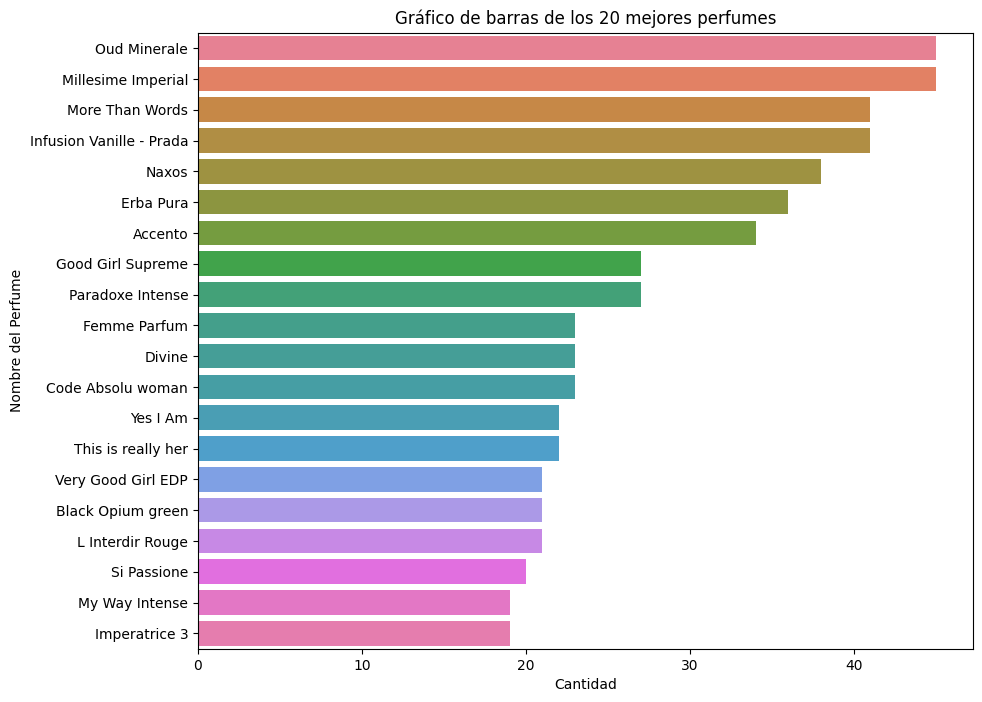 Gráfico de barras de los 20 mejores perfumes
Nombre del Perfume
Oud Minerale
Millesime Imperial
More Than Words
Infusion Vanille - Prada
Naxos
Erba Pura
Accento
Good Girl Supreme
Paradoxe Intense
Femme Parfum
Divine
Code Absolu woman
Yes I Am
This is really her
Very Good Girl EDP
Black Opium green
L Interdir Rouge
Si Passione
My Way Intense
Imperatrice 3
0 10 20 30 40
Cantidad